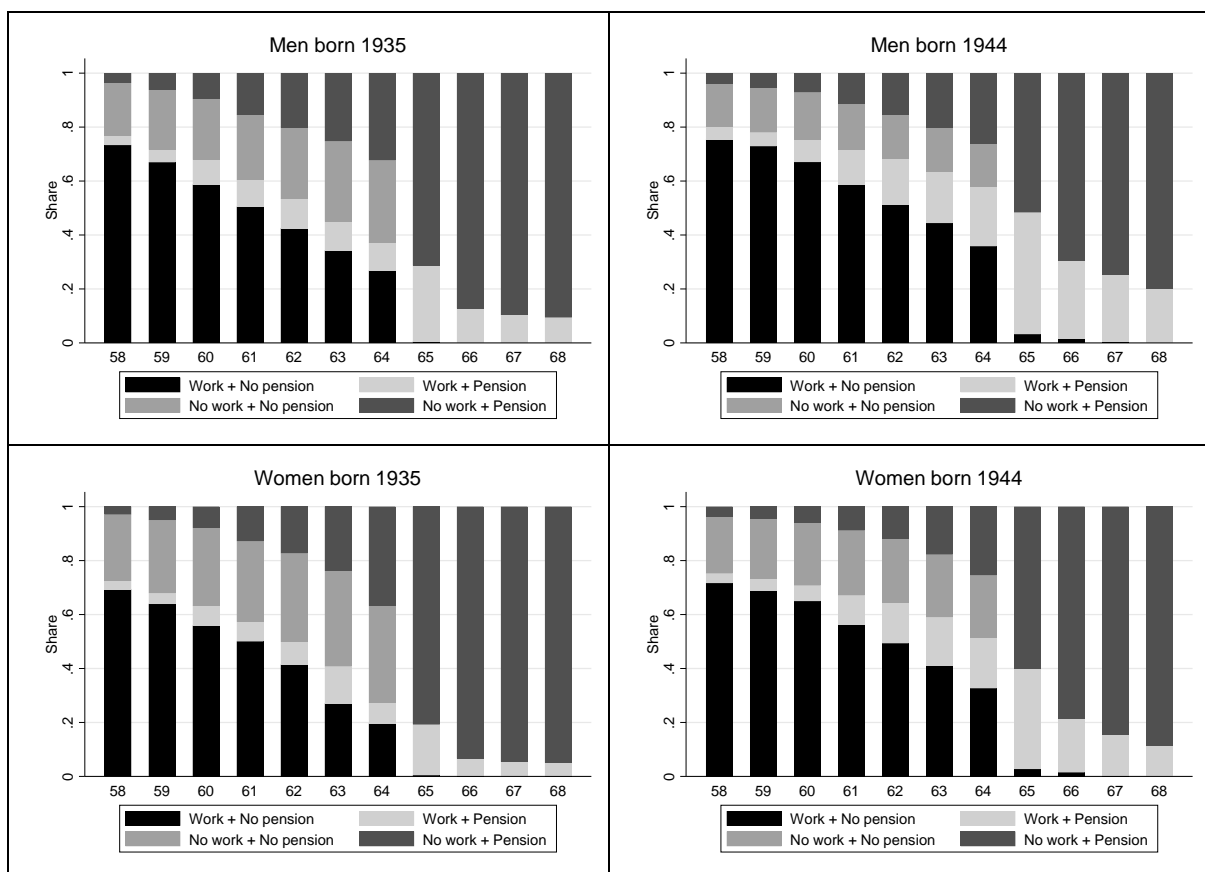 Men born 1935
1
.8
.6
.4
.2
0
Share
58 59 60 61 62 63 64 65 66 67 68
Work + No pension Work + Pension
No work + No pension No work + Pension
Men born 1944
1
.8
.6
.4
.2
0
Share
58 59 60 61 62 63 64 65 66 67 68
Work + No pension Work + Pension
No work + No pension No work + Pension
Women born 1935
1
.8
.6
.4
.2
0
Share
58 59 60 61 62 63 64 65 66 67 68
Work + No pension Work + Pension
No work + No pension No work + Pension
Women born 1944
1
.8
.6
.4
.2
0
Share
58 59 60 61 62 63 64 65 66 67 68
Work + No pension Work + Pension
No work + No pension No work + Pension